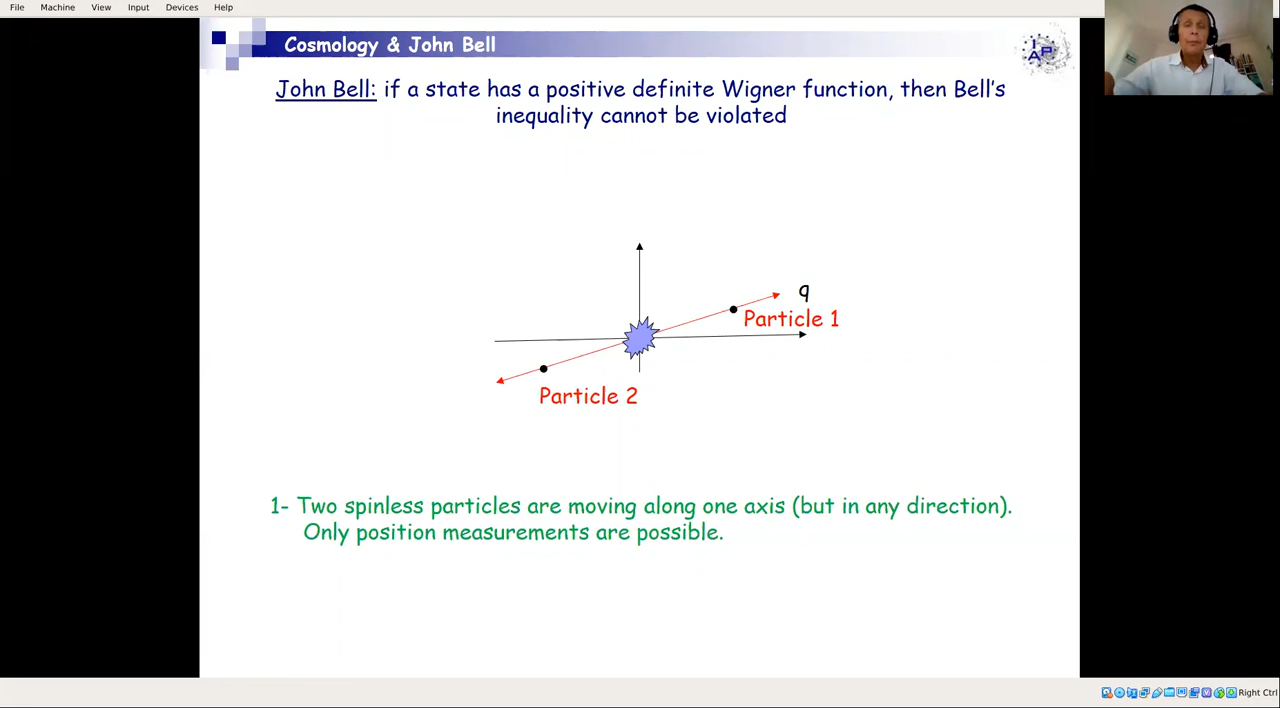 File Machine View Input Devices Help
Cosmology & John Bell
IAP
John Bell: if a state has a positive definite Wigner function, then Bell's
inequality cannot be violated
q
Particle 1
Particle 2
1- Two spinless particles are moving along one axis (but in any direction).
Only position measurements are possible.
Right Ctrl